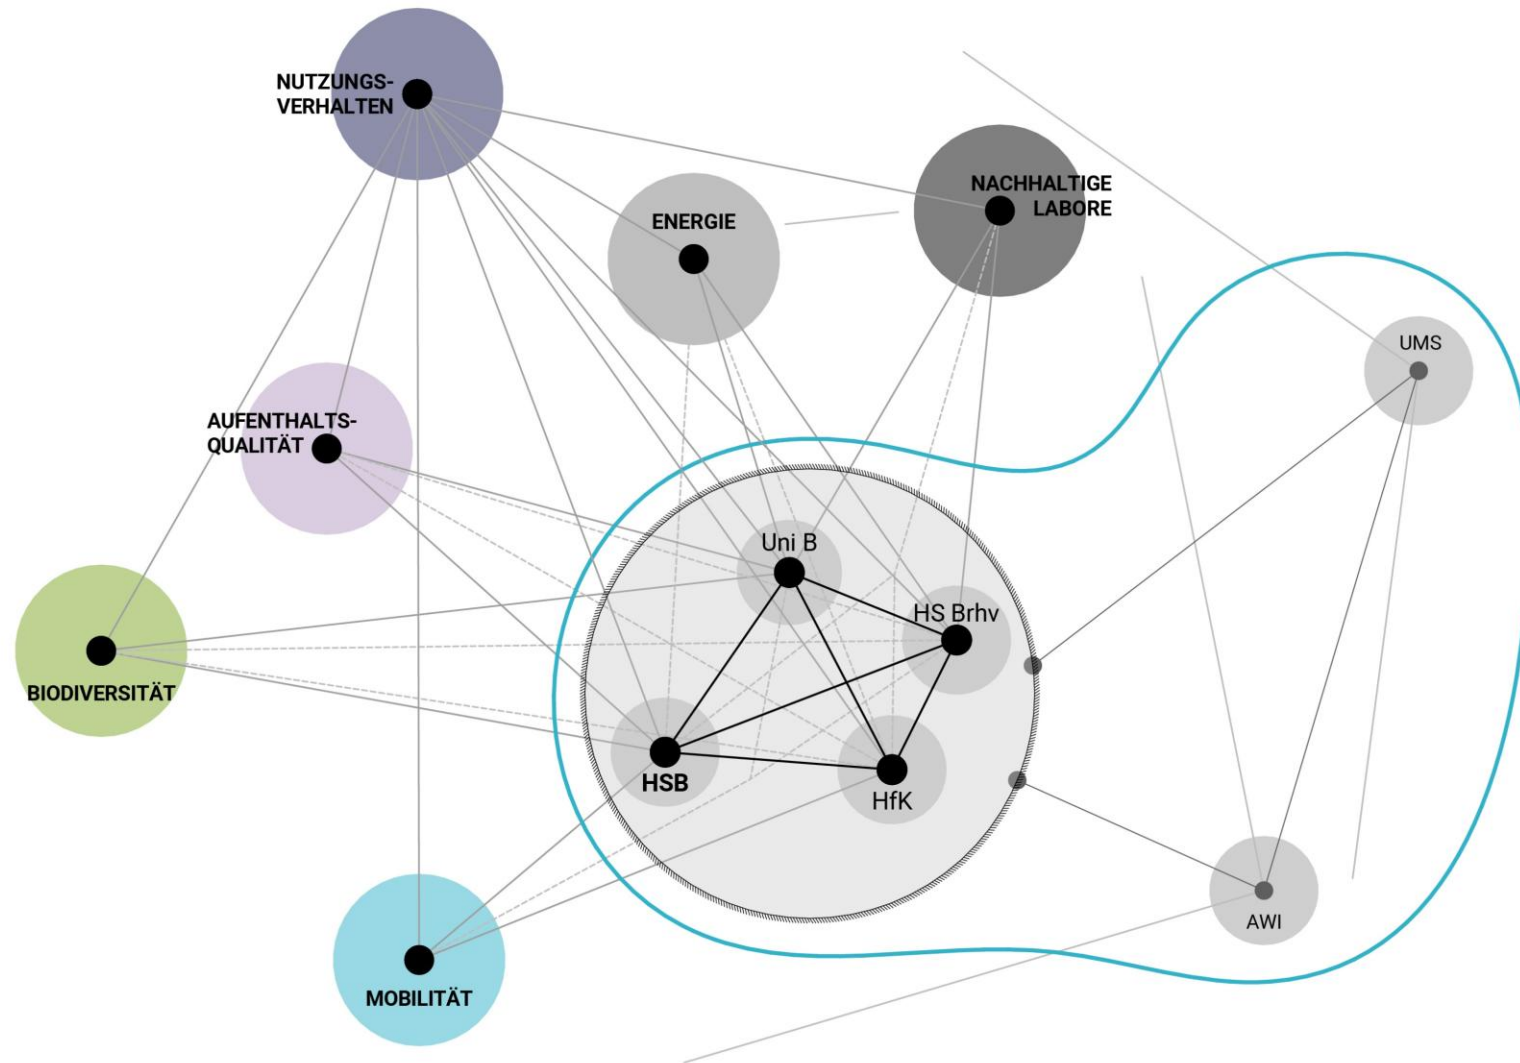 NUTZUNGS-
VERHALTEN
NACHHALTIGE
LABORE
ENERGIE
UMS
AUFENTHALTS-
QUALITÄT
Uni B
HS Brhv
BIODIVERSITÄT
HSB
HfK
AWI
MOBILITÄT